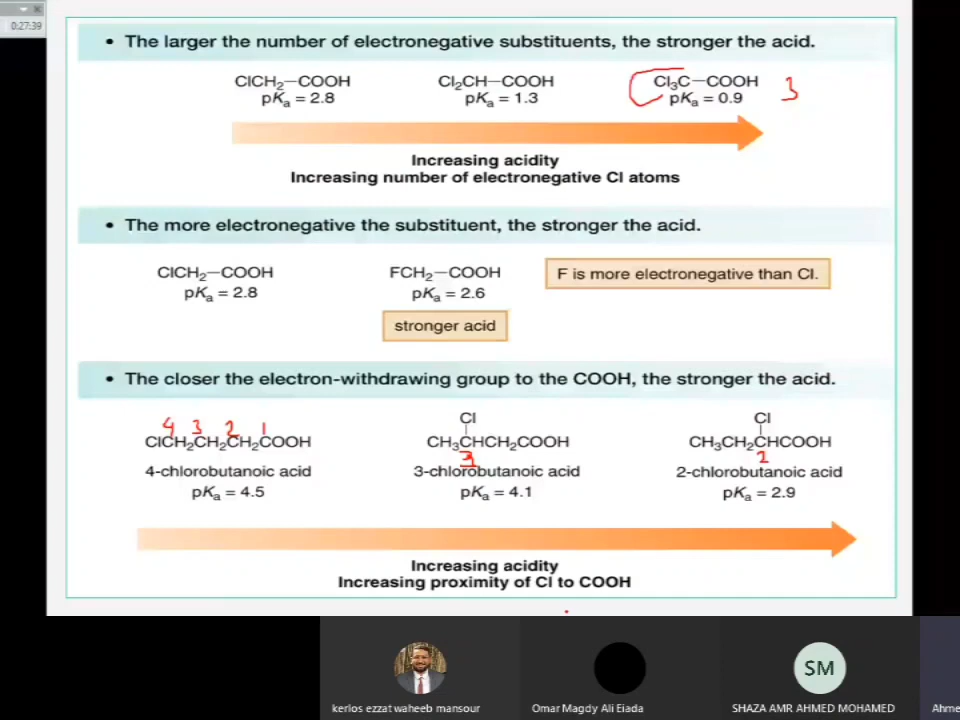 0:27:39
• The larger the number of electronegative substituents, the stronger the acid.
ClCH₂–COOH Cl₂CH–COOH Cl₃C–COOH 3
pKₐ = 2.8 pKₐ = 1.3 pKₐ = 0.9
Increasing acidity
Increasing number of electronegative Cl atoms
• The more electronegative the substituent, the stronger the acid.
ClCH₂–COOH FCH₂–COOH F is more electronegative than Cl.
pKₐ = 2.8 pKₐ = 2.6
stronger acid
• The closer the electron-withdrawing group to the COOH, the stronger the acid.
4 3 2 1 Cl Cl
ClCH₂CH₂CH₂COOH CH₃CHCH₂COOH CH₃CH₂CHCOOH
3 2
4-chlorobutanoic acid 3-chlorobutanoic acid 2-chlorobutanoic acid
pKₐ = 4.5 pKₐ = 4.1 pKₐ = 2.9
Increasing acidity
Increasing proximity of Cl to COOH
SM
kerlos ezzat waheeb mansour Omar Magdy Ali Eiada SHAZA AMR AHMED MOHAMED Ahme